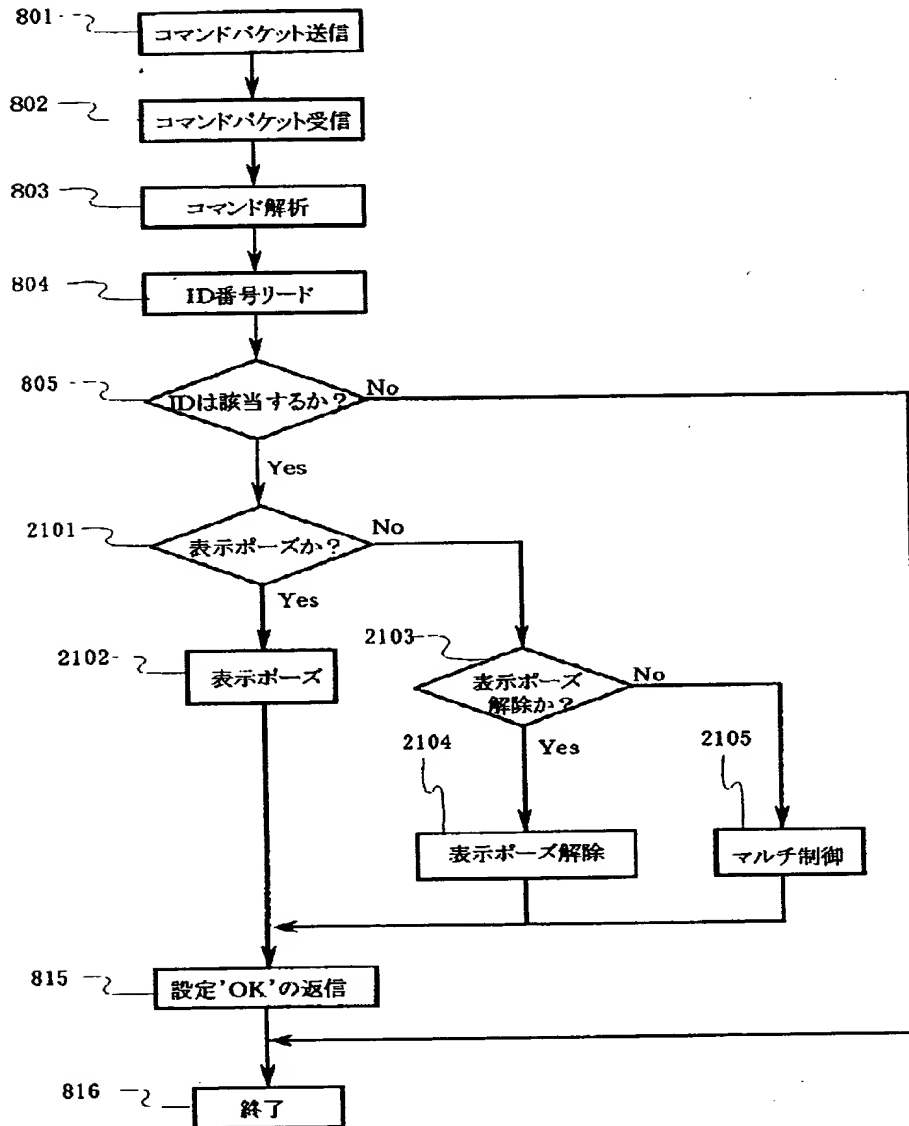 801
コマンドパケット送信
802
コマンドパケット受信
803
コマンド解析
804
ID番号リード
805
IDは該当するか?
No
Yes
2101
表示ポーズか?
No
Yes
2102
表示ポーズ
2103
表示ポーズ
解除か?
No
Yes
2104
表示ポーズ解除
2105
マルチ制御
815
設定'OK'の返信
816
終了